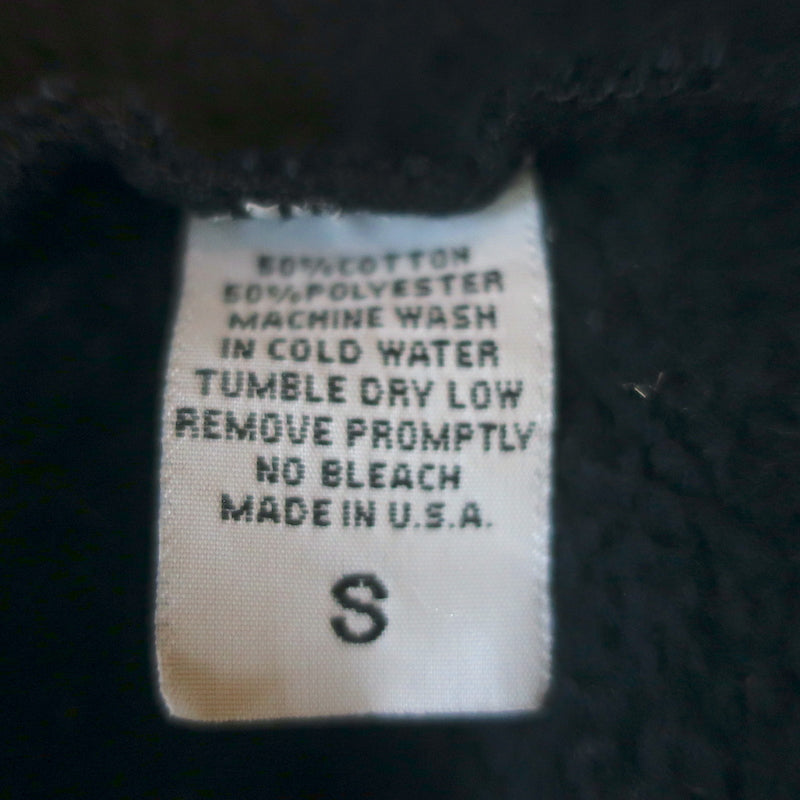 50% COTTON
50% POLYESTER
MACHINE WASH
IN COLD WATER
TUMBLE DRY LOW
REMOVE PROMPTLY
NO BLEACH
MADE IN U.S.A.
S